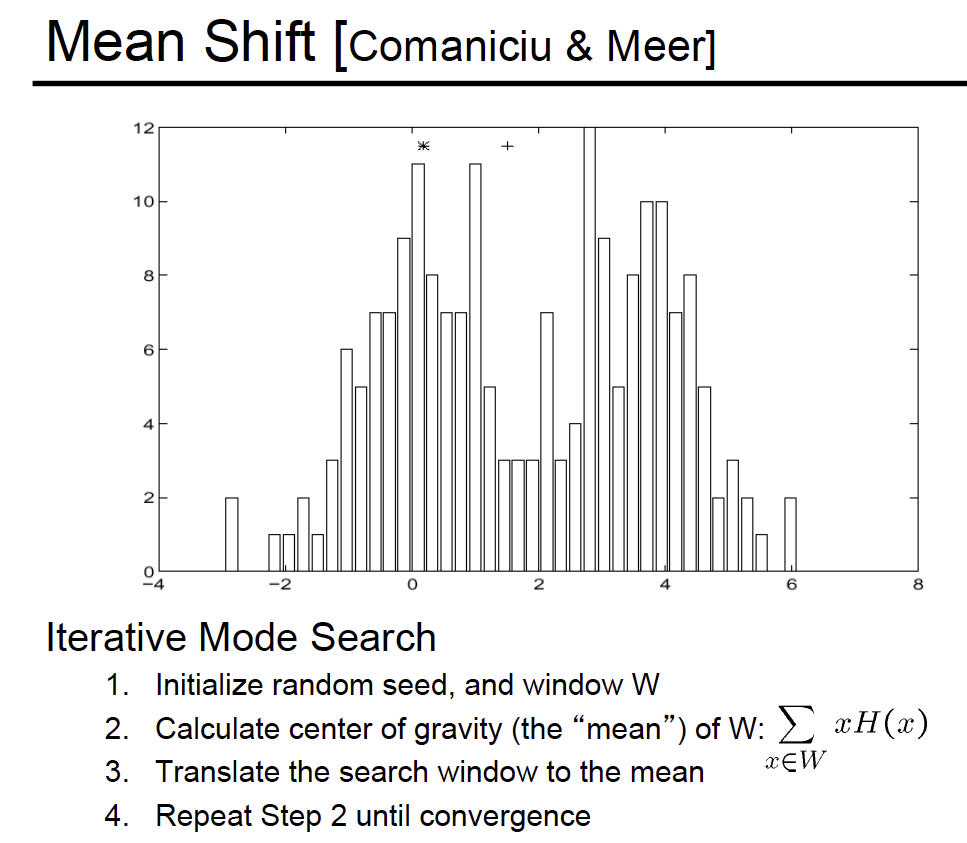 Mean Shift [Comaniciu & Meer]
12
10
8
6
4
2
0
−4 −2 0 2 4 6 8
* +
Iterative Mode Search
1. Initialize random seed, and window W
2. Calculate center of gravity (the “mean”) of W: ∑ xH(x)
x∈W
3. Translate the search window to the mean
4. Repeat Step 2 until convergence